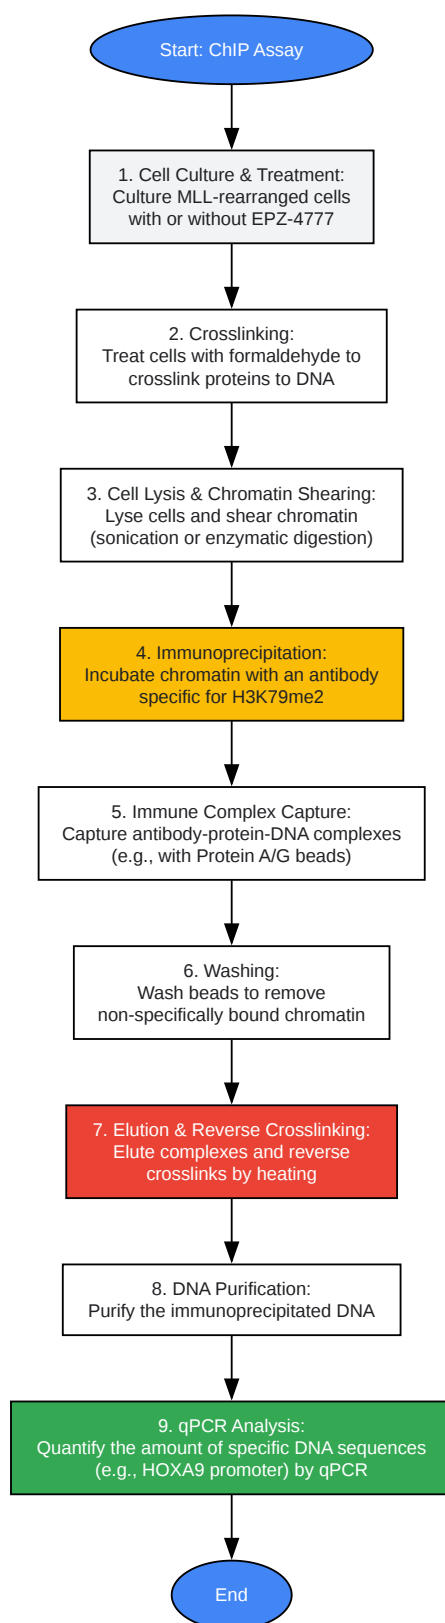 Start: ChIP Assay
1. Cell Culture & Treatment:
Culture MLL-rearranged cells
with or without EPZ-4777
2. Crosslinking:
Treat cells with formaldehyde to
crosslink proteins to DNA
3. Cell Lysis & Chromatin Shearing:
Lyse cells and shear chromatin
(sonication or enzymatic digestion)
4. Immunoprecipitation:
Incubate chromatin with an antibody
specific for H3K79me2
5. Immune Complex Capture:
Capture antibody-protein-DNA complexes
(e.g., with Protein A/G beads)
6. Washing:
Wash beads to remove
non-specifically bound chromatin
7. Elution & Reverse Crosslinking:
Elute complexes and reverse
crosslinks by heating
8. DNA Purification:
Purify the immunoprecipitated DNA
9. qPCR Analysis:
Quantify the amount of specific DNA sequences
(e.g., HOXA9 promoter) by qPCR
End